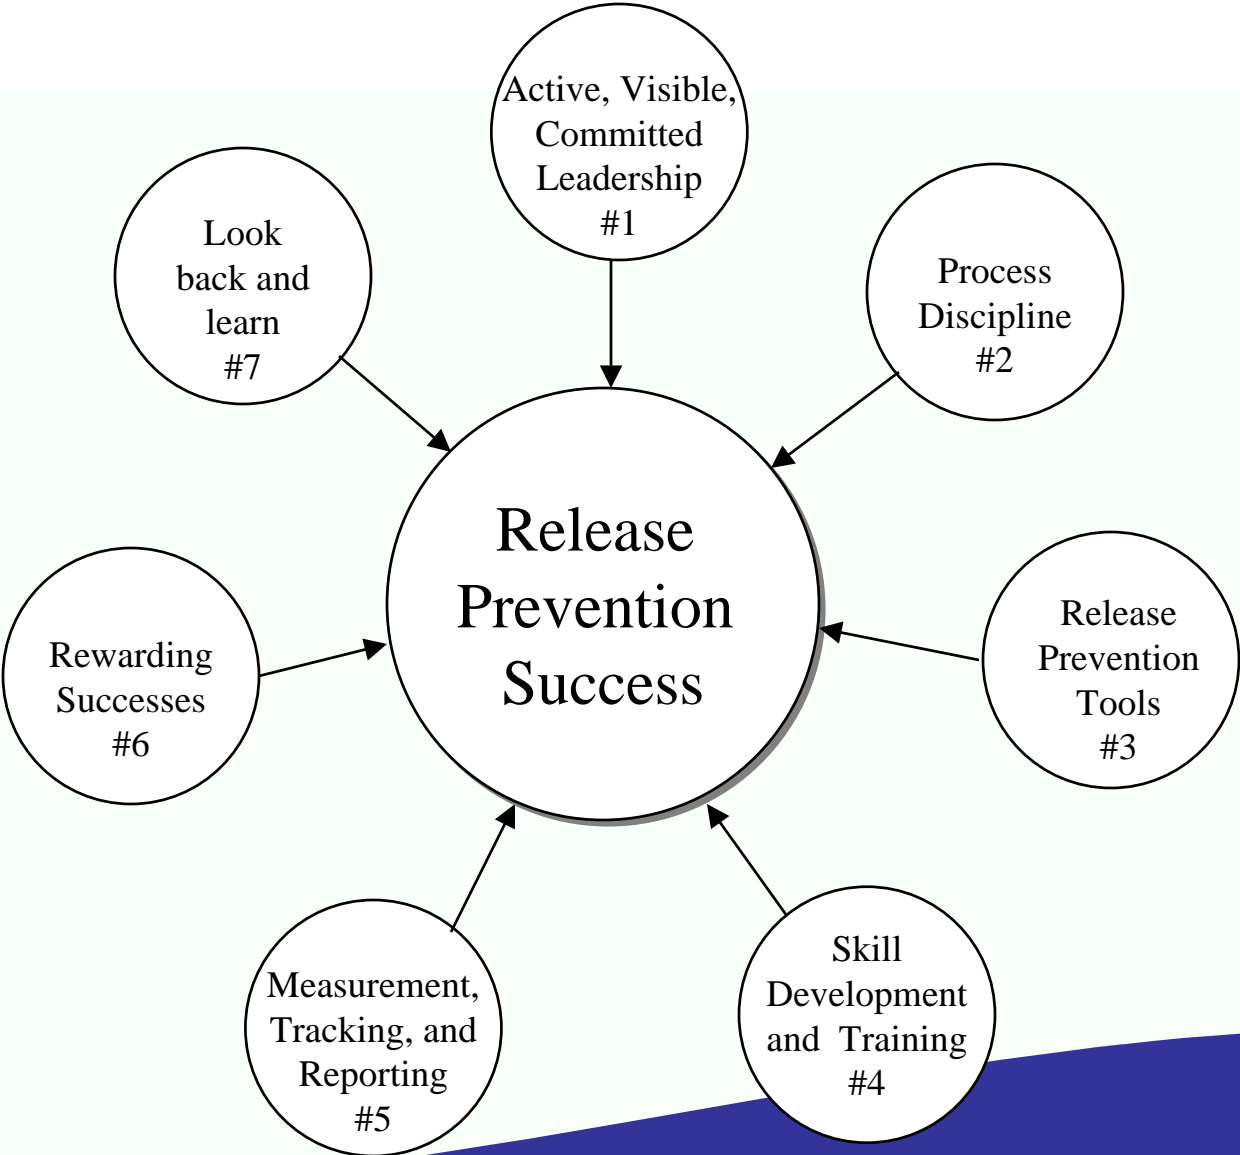 Active, Visible,
Committed
Leadership
#1
Process
Discipline
#2
Release
Prevention
Tools
#3
Skill
Development
and Training
#4
Measurement,
Tracking, and
Reporting
#5
Rewarding
Successes
#6
Look
back and
learn
#7
Release
Prevention
Success